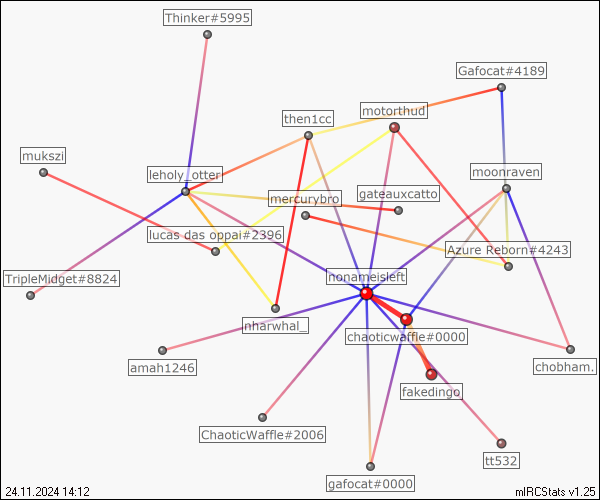 Thinker#5995
Gafocat#4189
motorthud
then1cc
mukszi
leholy_otter
moonraven
mercurybro
gateauxcatto
lucas das oppai#2396
Azure Reborn#4243
TripleMidget#8824
nonameisleft
nharwhal_
chaoticwaffle#0000
amah1246
chobham.
fakedingo
ChaoticWaffle#2006
tt532
gafocat#0000
24.11.2024 14:12
mIRCStats v1.25